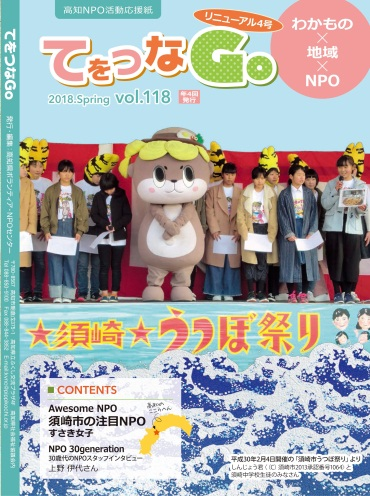 高知NPO活動応援紙
リニューアル4号
てをつなGo
わかもの
×
地域
×
NPO
2018.Spring vol.118
年4回
発行
てをつなGo
発行・編集 高知県ボランティア・NPOセンター
★須崎★うつぼ祭り
CONTENTS
Awesome NPO
須崎市の注目NPO
すさき女子
NPO 30generation
30歳代のNPOスタッフインタビュー
上野 伊代さん
平成30年2月4日開催の「須崎市うつぼ祭り」より
しんじょう君(Ⓒ須崎市2013承認番号1064)と
須崎中学校生徒のみなさん